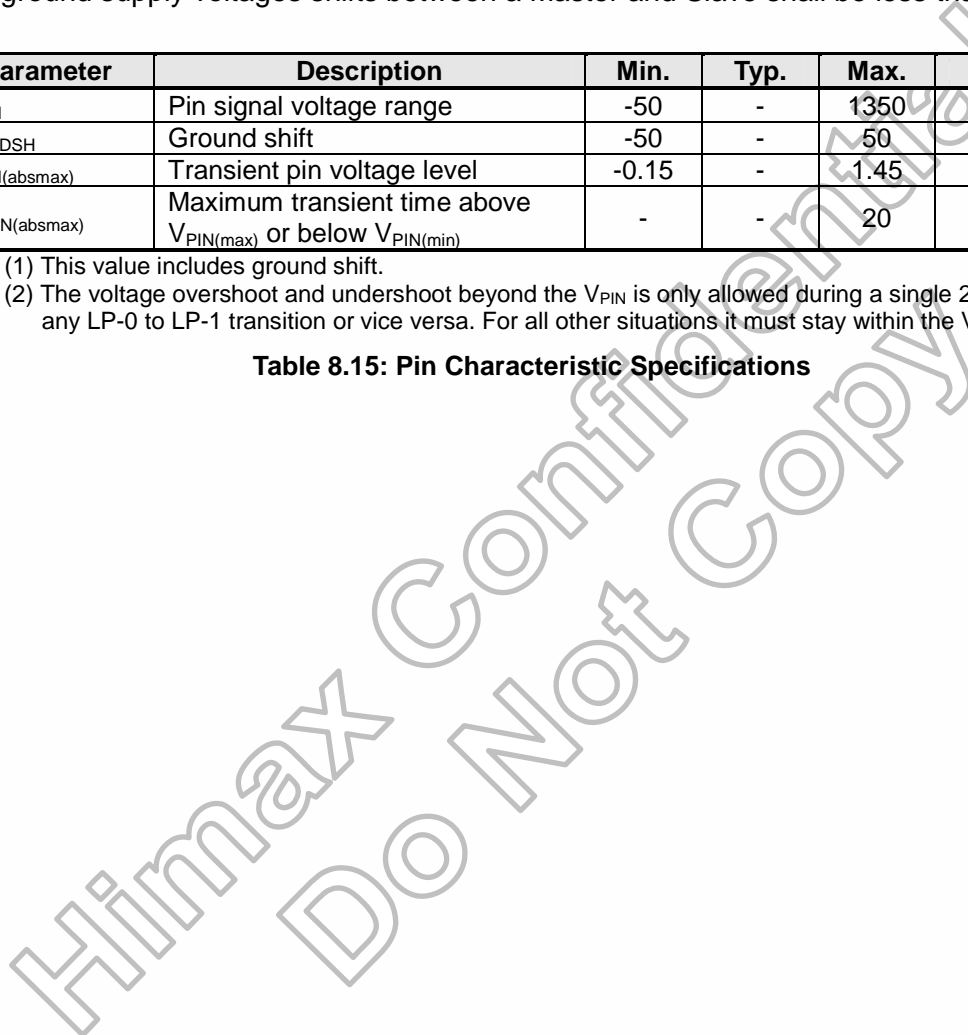 ground supply voltages shifts between a master and Slave shall be less
Parameter Description Min. Typ. Max.
Pin signal voltage range -50 - 1350
Ground shift -50 - 50
(absmax) Transient pin voltage level -0.15 - 1.45
Maximum transient time above
N(absmax) - - 20
VPIN(max) or below VPIN(min)
(1) This value includes ground shift.
(2) The voltage overshoot and undershoot beyond the VPIN is only allowed during a single 2
any LP-0 to LP-1 transition or vice versa. For all other situations it must stay within the V
Table 8.15: Pin Characteristic Specifications
Himax Confidential
Do Not Copy